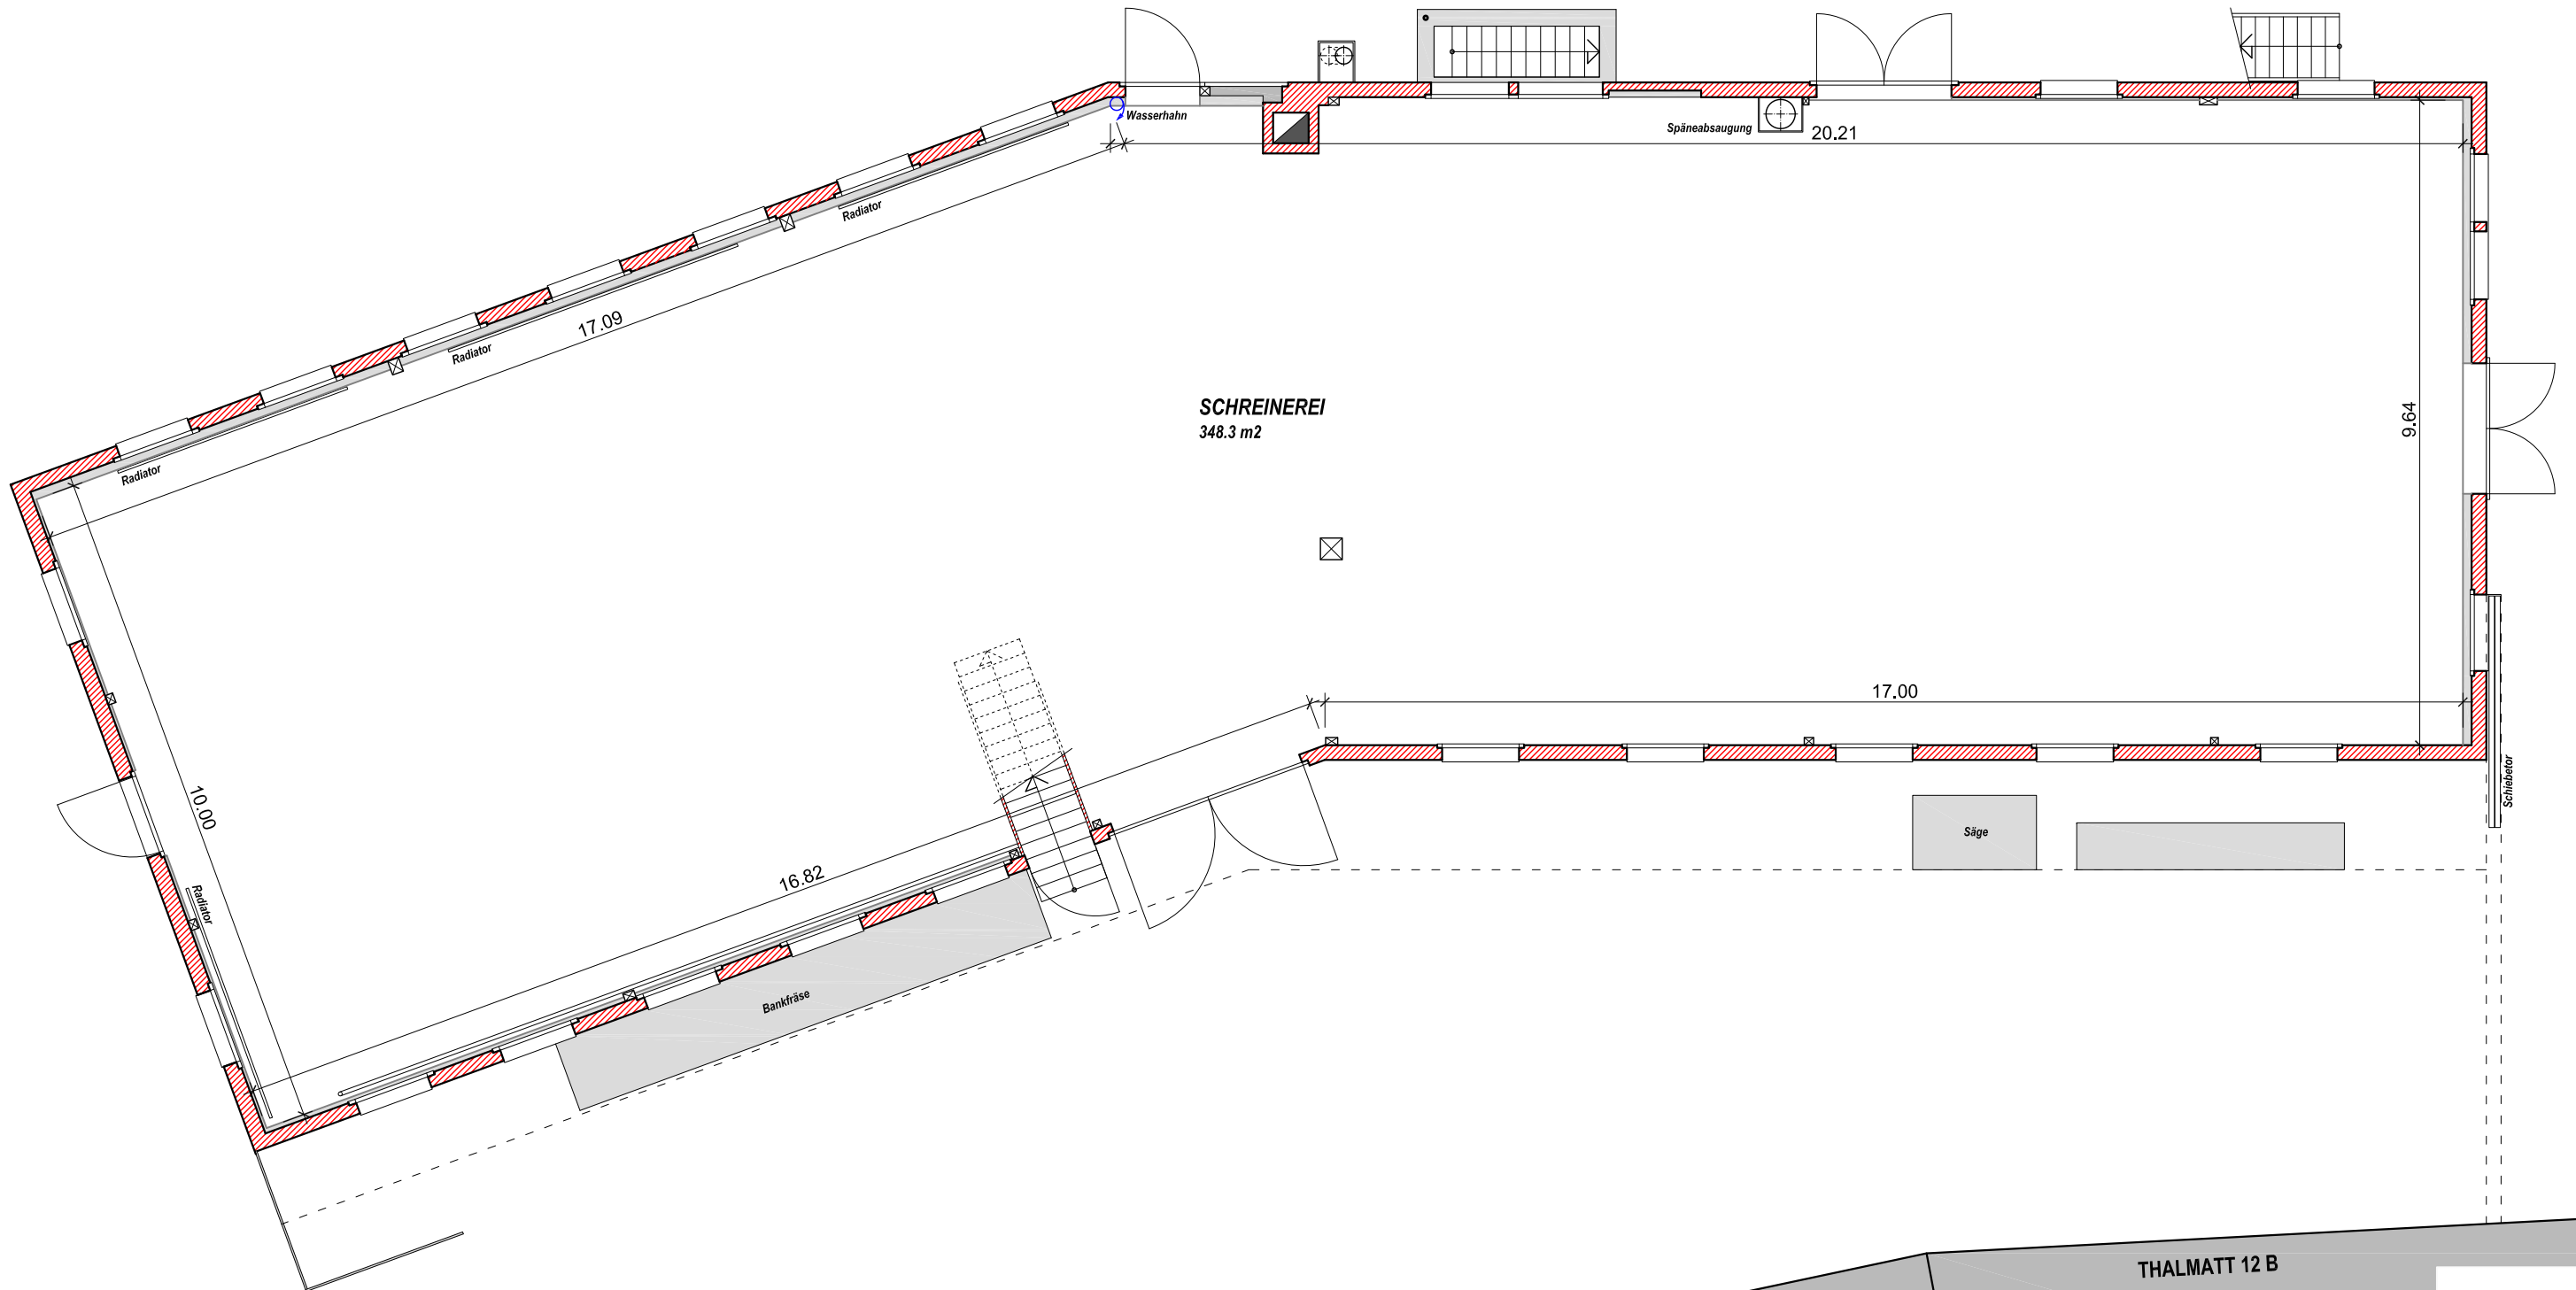 Wasserhahn
Späneabsaugung
20.21
Radiator
17.09
Radiator
Radiator
SCHREINEREI
348.3 m2
9.64
17.00
Schiebetor
10.00
Radiator
16.82
Säge
Bankfräse
THALMATT 12 B